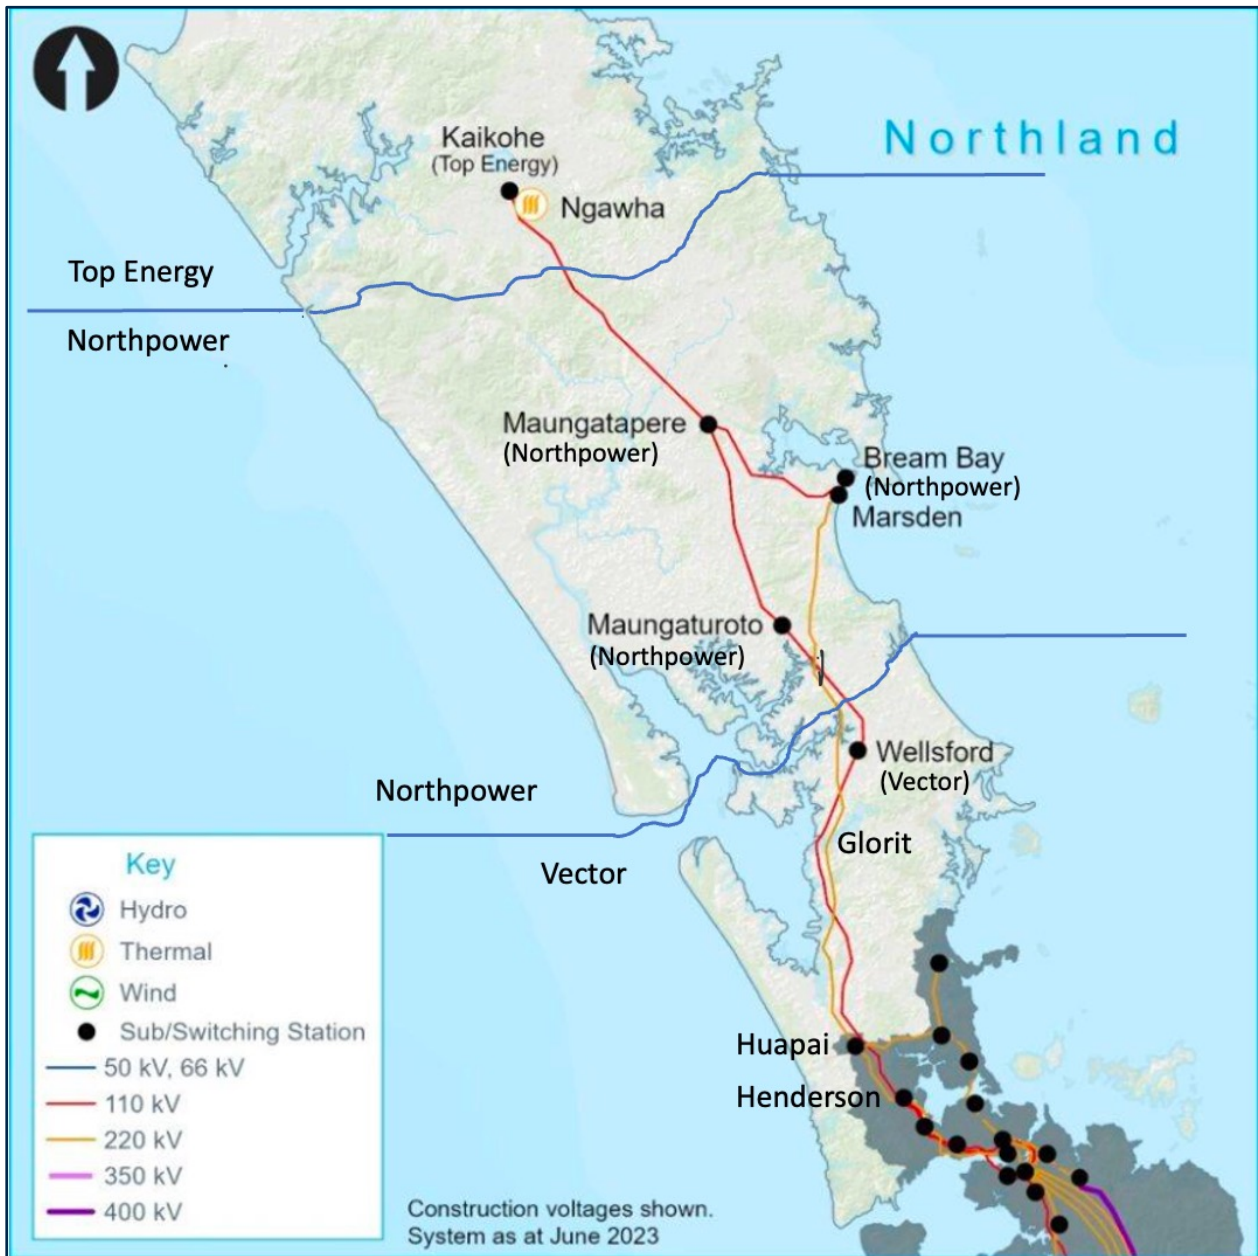 Northland
Kaikohe
(Top Energy)
Ngawha
Top Energy
Northpower
Maungatapere
(Northpower)
Bream Bay
(Northpower)
Marsden
Maungaturoto
(Northpower)
Wellsford
(Vector)
Northpower
Vector
Glorit
Huapai
Henderson
Key
Hydro
Thermal
Wind
Sub/Switching Station
50 kV, 66 kV
110 kV
220 kV
350 kV
400 kV
Construction voltages shown.
System as at June 2023